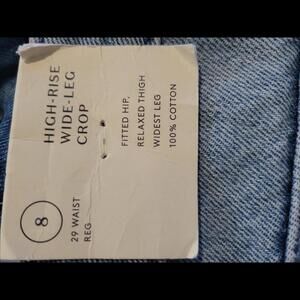 HIGH-RISE
WIDE-LEG
CROP
FITTED HIP,
RELAXED THIGH
WIDEST LEG
100% COTTON
8
29 WAIST
REG